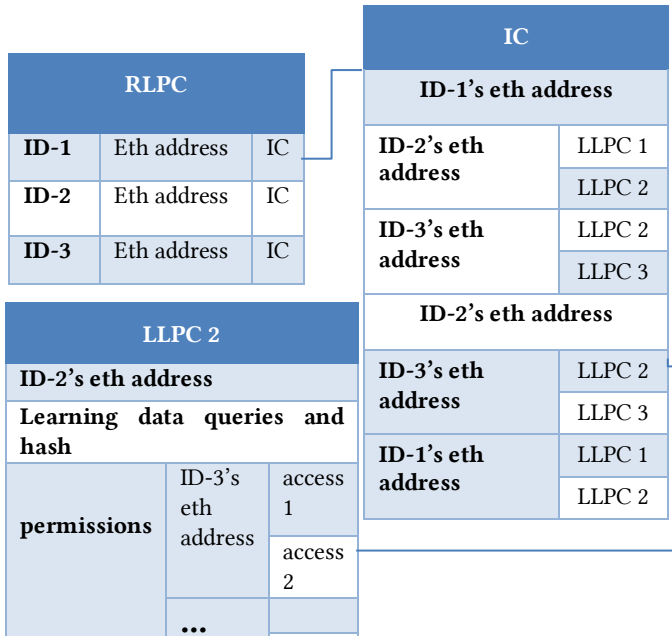 RLPC
ID-1 Eth address IC
ID-2 Eth address IC
ID-3 Eth address IC
IC
ID-1’s eth address
ID-2’s eth LLPC 1
address
LLPC 2
ID-3’s eth LLPC 2
address
LLPC 3
ID-2’s eth address
ID-3’s eth LLPC 2
address
LLPC 3
ID-1’s eth LLPC 1
address
LLPC 2
LLPC 2
ID-2’s eth address
Learning data queries and
hash
permissions
ID-3’s
eth
address
access
1
access
2
...